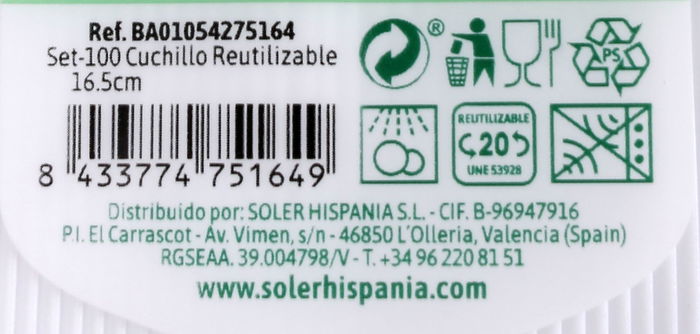 Ref. BA01054275164
Set-100 Cuchillo Reutilizable
16.5cm
8 433774 751649
®
PS
REUTILIZABLE
20
UNE 53928
Distribuido por: SOLER HISPANIA S.L. - CIF. B-96947916
P.I. El Carrascot - Av. Vimen, s/n - 46850 L'Olleria, Valencia (Spain)
RGSEAA. 39.004798/V - T. +34 96 220 81 51
www.solerhispania.com